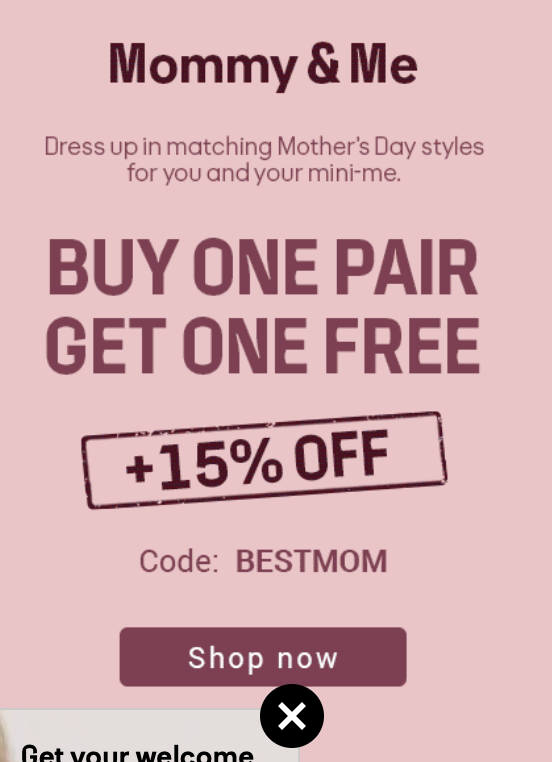 Mommy & Me
Dress up in matching Mother's Day styles
for you and your mini-me.
BUY ONE PAIR
GET ONE FREE
+15% OFF
Code: BESTMOM
Shop now
Get your welcome